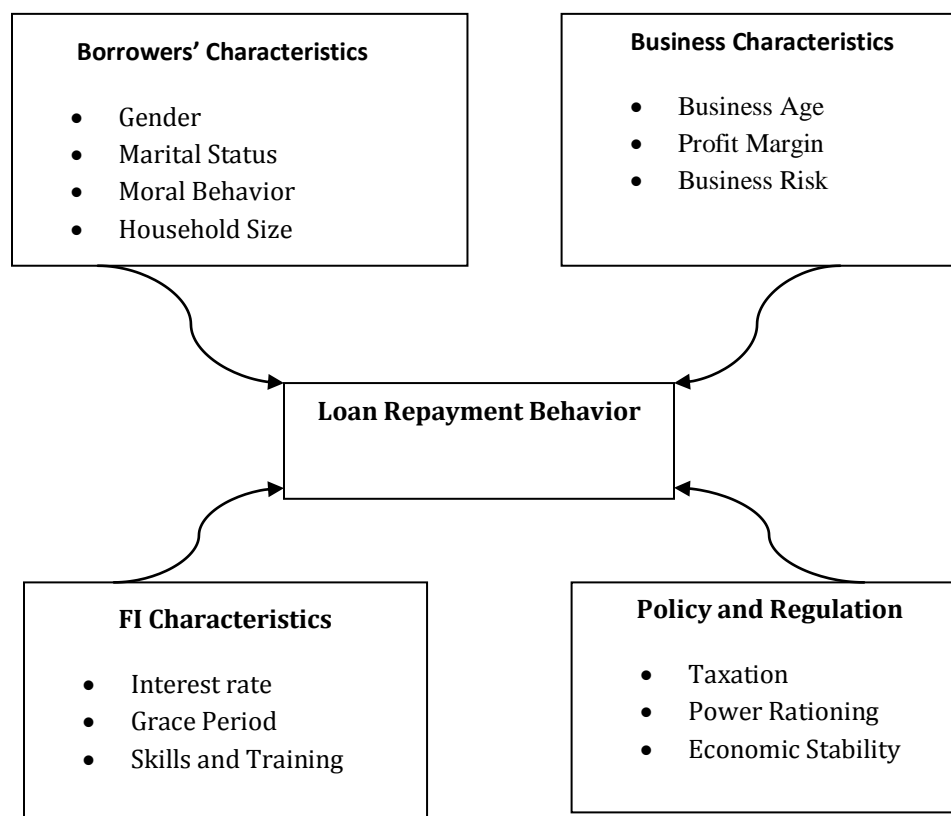 Borrowers’ Characteristics
• Gender
• Marital Status
• Moral Behavior
• Household Size
Business Characteristics
• Business Age
• Profit Margin
• Business Risk
Loan Repayment Behavior
FI Characteristics
• Interest rate
• Grace Period
• Skills and Training
Policy and Regulation
• Taxation
• Power Rationing
• Economic Stability